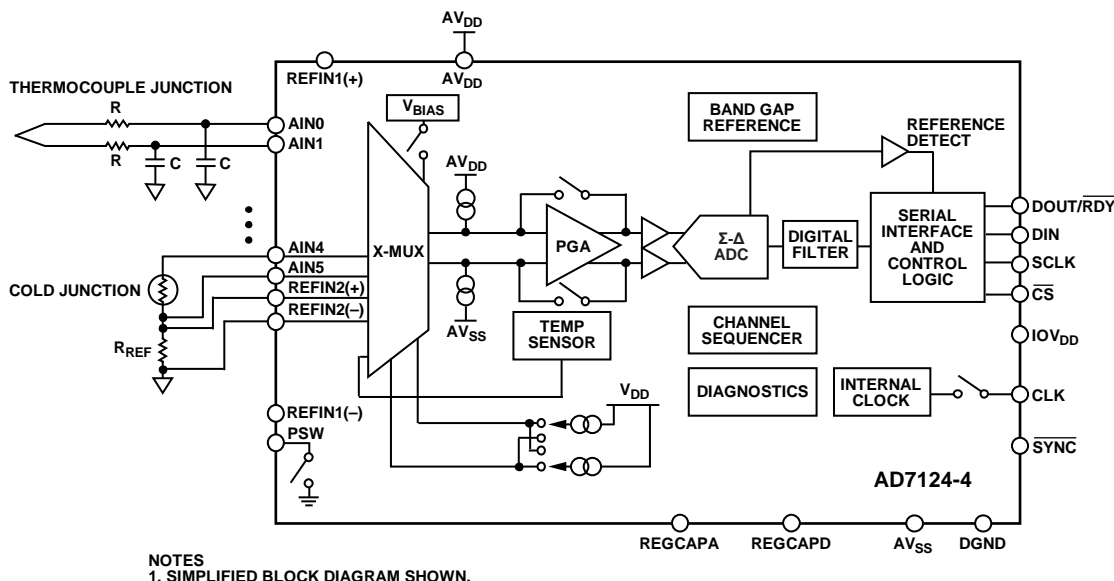 AVDD
REFIN1(+)
AVDD
THERMOCOUPLE JUNCTION
R
AIN0
AIN1
R
C
C
VBIAS
BAND GAP
REFERENCE
REFERENCE
DETECT
AVDD
X-MUX
PGA
Σ-Δ
ADC
DIGITAL
FILTER
SERIAL
INTERFACE
AND
CONTROL
LOGIC
DOUT/RDY
DIN
SCLK
CS
AIN4
AIN5
REFIN2(+)
REFIN2(–)
COLD JUNCTION
RREF
AVSS
TEMP
SENSOR
CHANNEL
SEQUENCER
IOVDD
VDD
DIAGNOSTICS
INTERNAL
CLOCK
CLK
REFIN1(–)
PSW
SYNC
AD7124-4
REGCAPA
REGCAPD
AVSS
DGND
NOTES
1. SIMPLIFIED BLOCK DIAGRAM SHOWN.